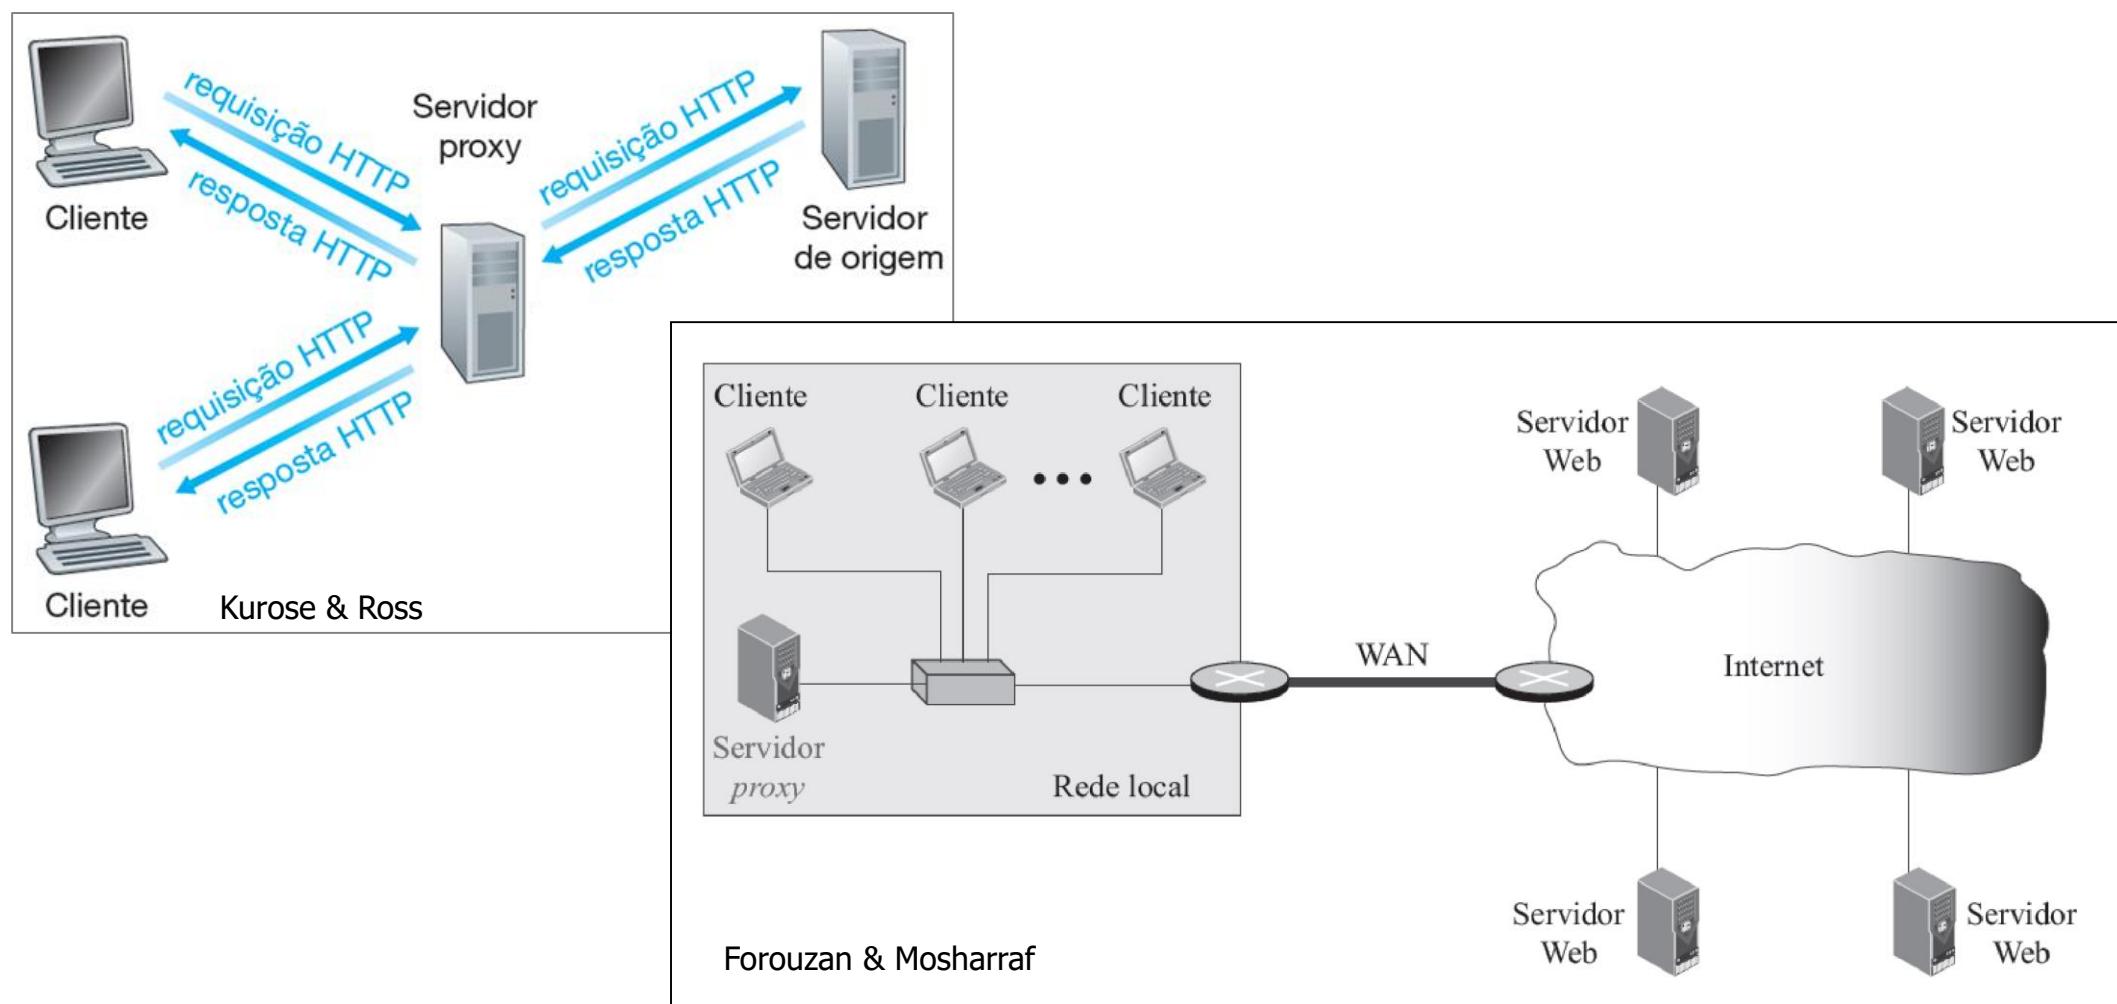 requisição HTTP
resposta HTTP
Cliente
Servidor
proxy
requisição HTTP
resposta HTTP
Servidor
de origem
requisição HTTP
resposta HTTP
Cliente
Kurose & Ross
Cliente
Cliente
Cliente
Servidor
proxy
Rede local
WAN
Internet
Servidor
Web
Servidor
Web
Servidor
Web
Servidor
Web
Forouzan & Mosharraf